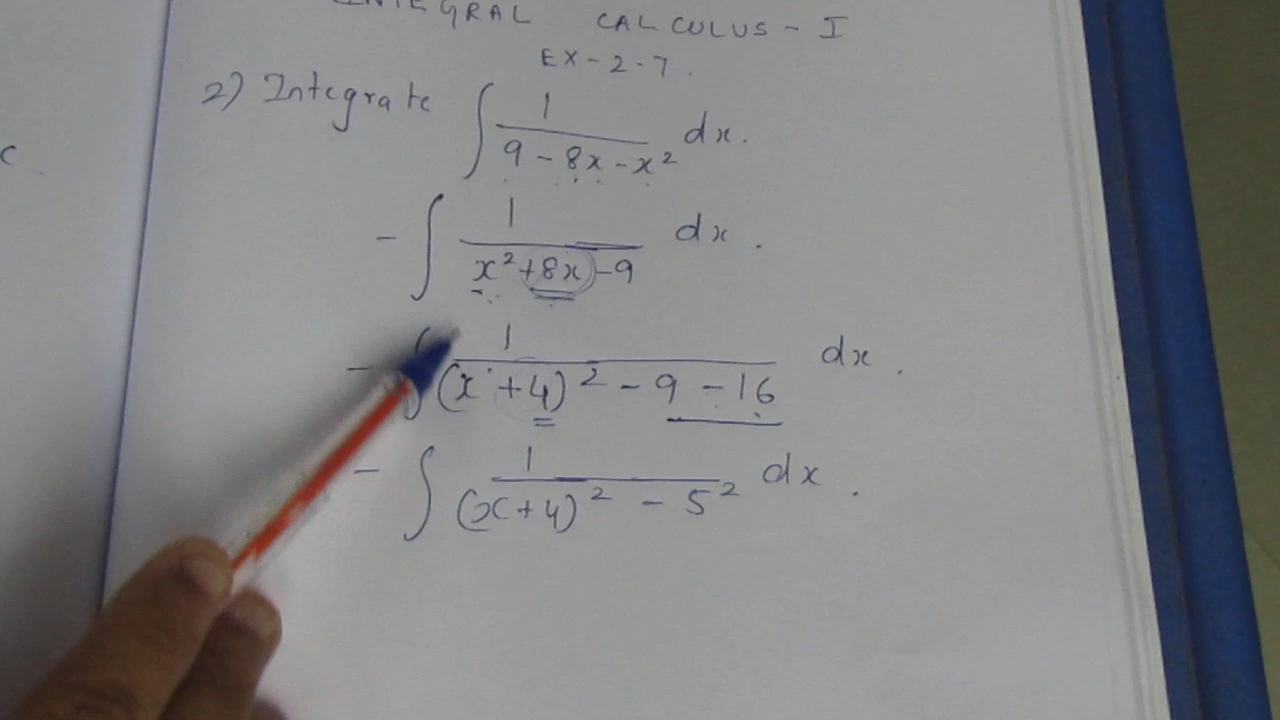 INTEGRAL CALCULUS - I
EX - 2.7.
2) Integrate ∫ 1/(9 - 8x - x²) dx.
- ∫ 1/(x² + 8x - 9) dx.
- ∫ 1/((x + 4)² - 9 - 16) dx.
- ∫ 1/((x + 4)² - 5²) dx.
c